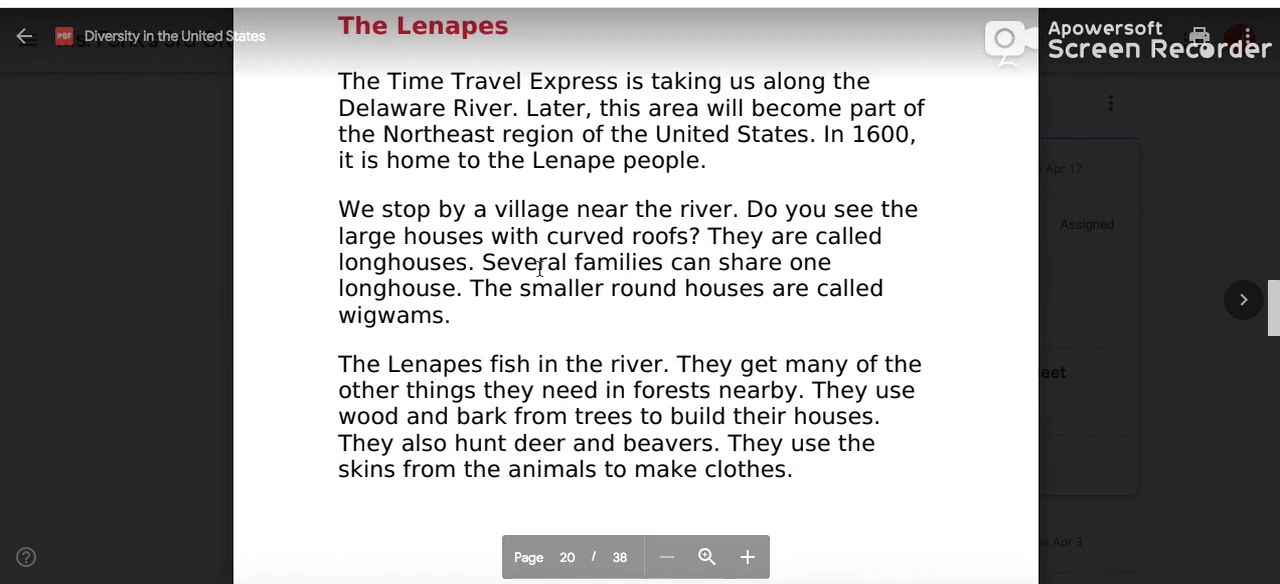 The Lenapes
Diversity in the United States
Apowersoft
Screen Recorder
The Time Travel Express is taking us along the
Delaware River. Later, this area will become part of
the Northeast region of the United States. In 1600,
it is home to the Lenape people.
Apr 17
We stop by a village near the river. Do you see the
large houses with curved roofs? They are called
Assigned
longhouses. Several families can share one
longhouse. The smaller round houses are called
wigwams.
The Lenapes fish in the river. They get many of the
other things they need in forests nearby. They use
wood and bark from trees to build their houses.
They also hunt deer and beavers. They use the
skins from the animals to make clothes.
Page 20 / 38
Apr 3